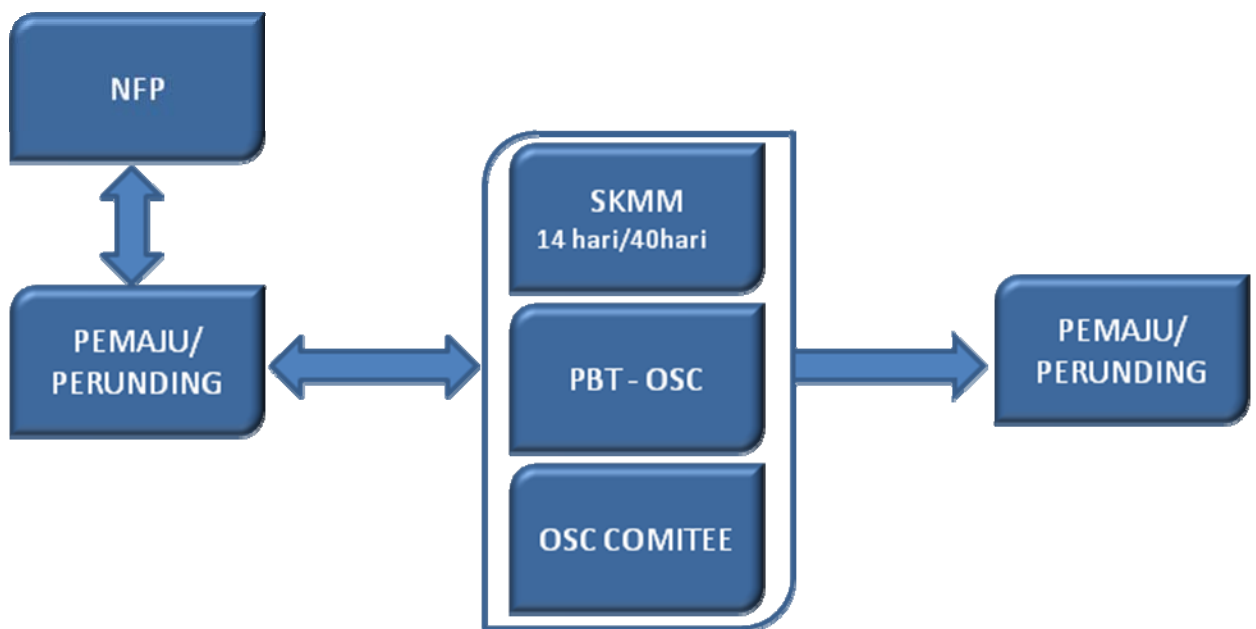 NFP
PEMAJU/
PERUNDING
SKMM
14 hari/40hari
PBT - OSC
OSC COMITEE
PEMAJU/
PERUNDING